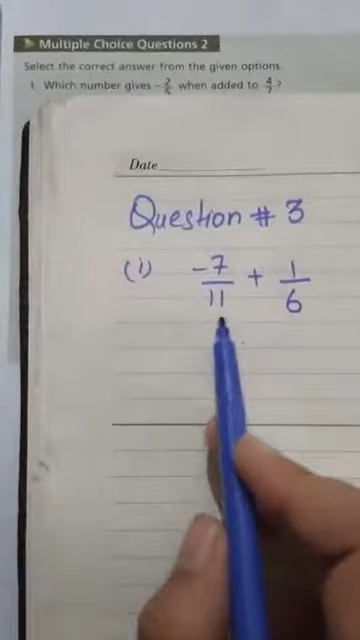 Multiple Choice Questions 2
Select the correct answer from the given options.
1. Which number gives -2/5 when added to 4/7?
Date
Question # 3
(i) -7/11 + 1/6